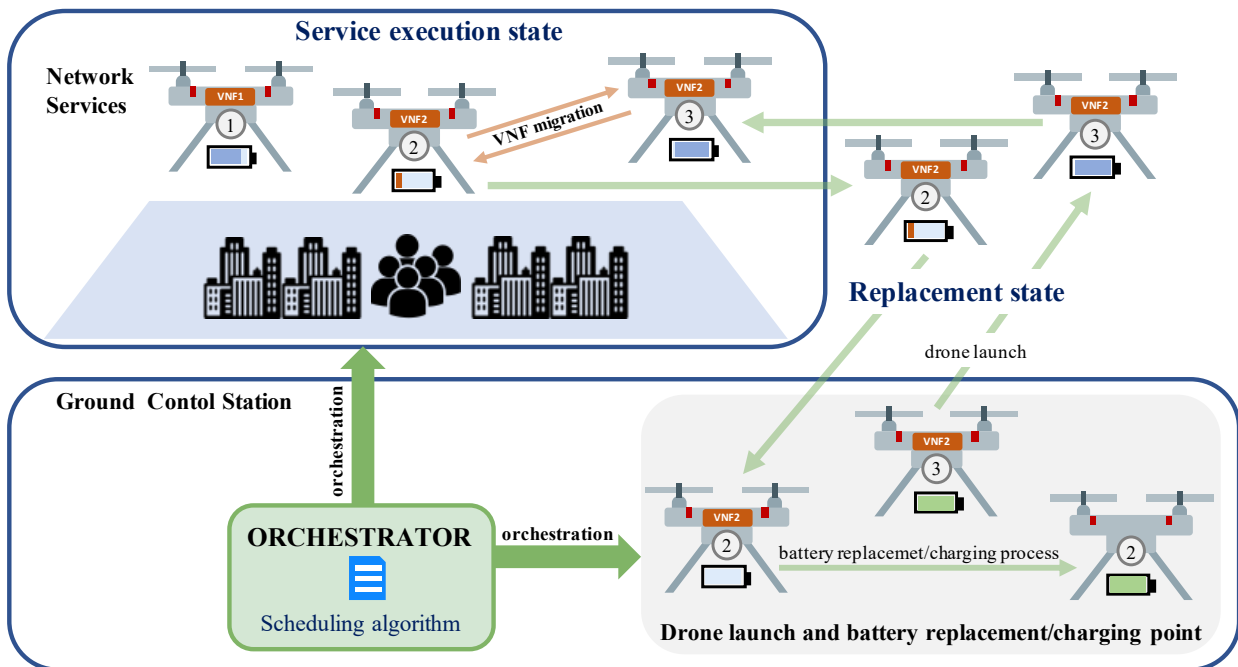 Service execution state
Network
Services
VNF1
1
VNF2
2
VNF migration
VNF2
3
VNF2
3
VNF2
2
Replacement state
drone launch
Ground Contol Station
orchestration
ORCHESTRATOR
Scheduling algorithm
orchestration
VNF2
3
VNF2
2
battery replacemet/charging process
2
Drone launch and battery replacement/charging point